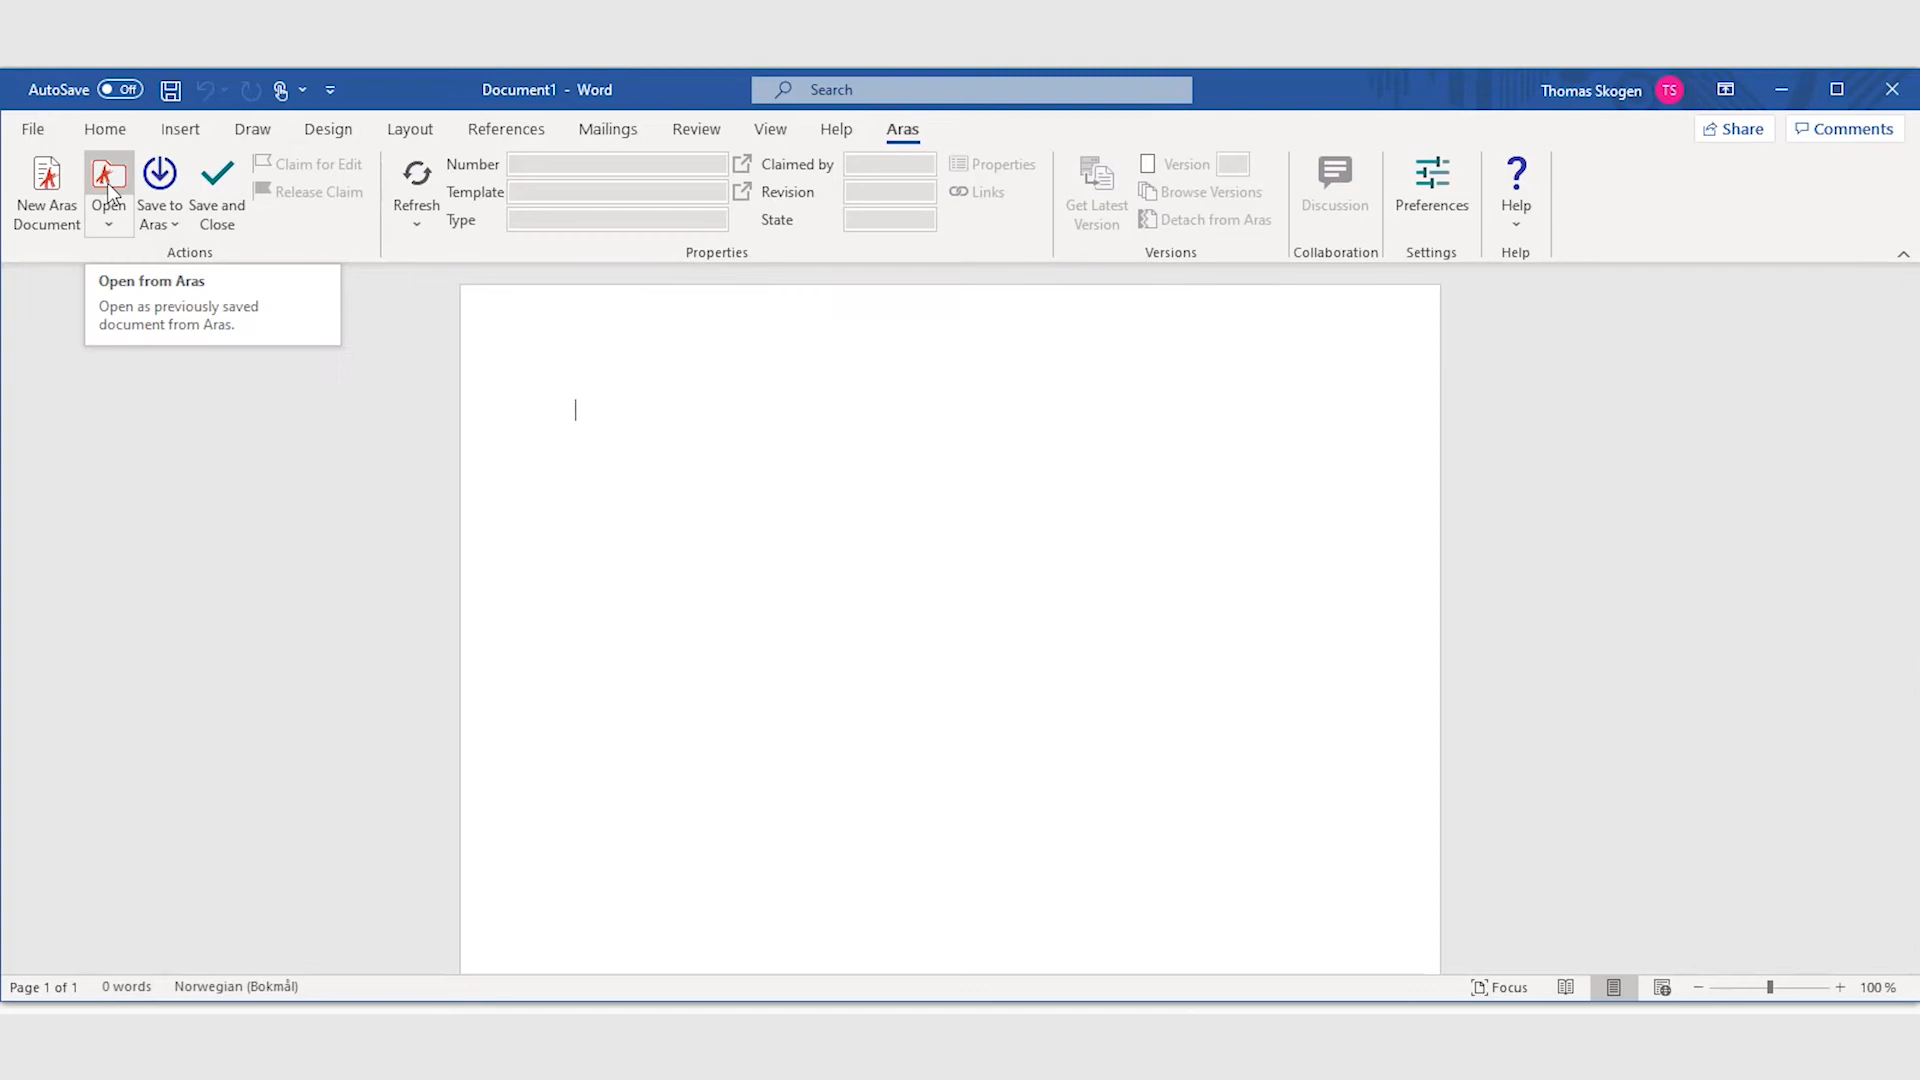 AutoSave Off Document1 - Word Search Thomas Skogen TS
File Home Insert Draw Design Layout References Mailings Review View Help Aras Share Comments
New Aras Document
Open
Save to Aras
Save and Close
Claim for Edit
Release Claim
Actions
Refresh
Number
Template
Type
Claimed by
Revision
State
Properties
Links
Properties
Get Latest Version
Version
Browse Versions
Detach from Aras
Versions
Discussion
Collaboration
Preferences
Settings
Help
Help
Open from Aras
Open as previously saved
document from Aras.
Page 1 of 1 0 words Norwegian (Bokmål) Focus 100 %